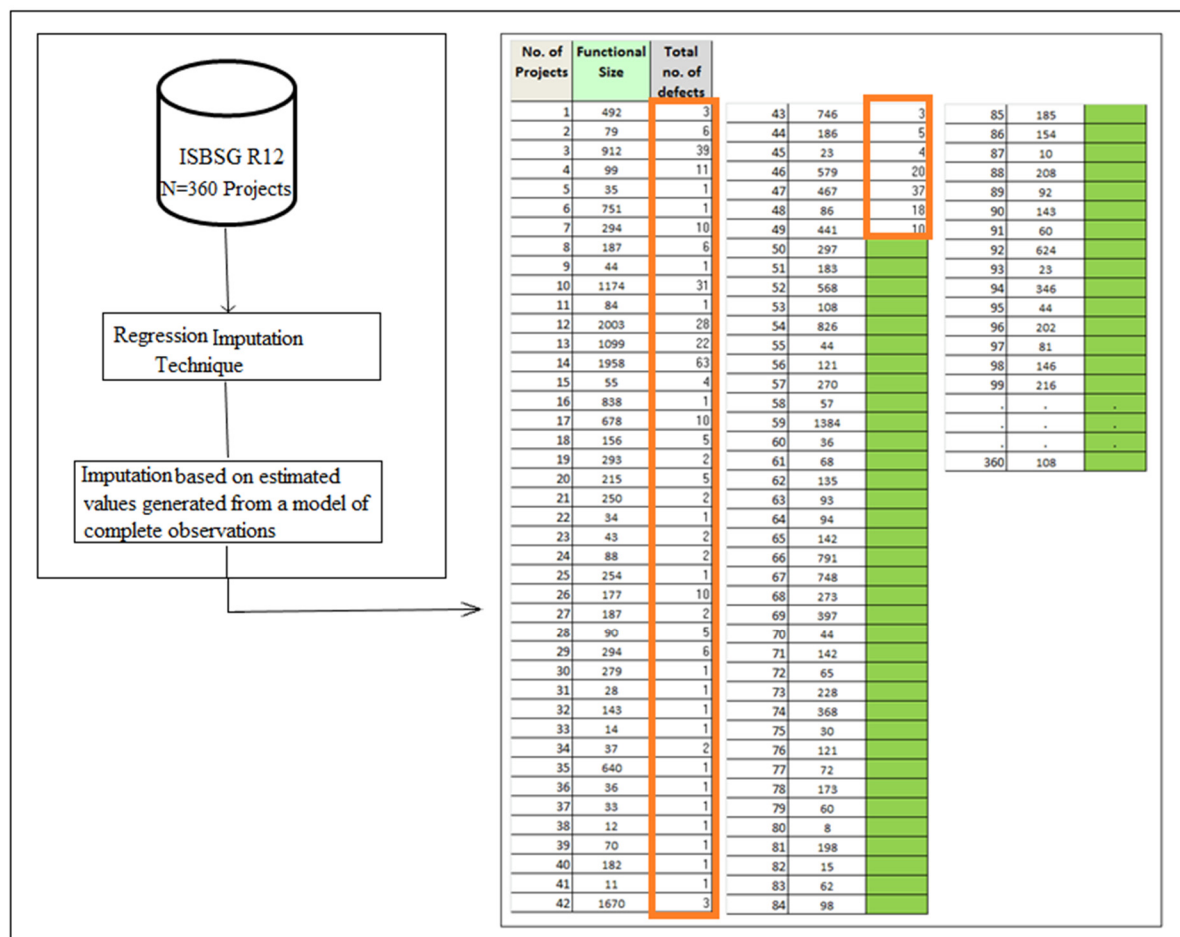 ISBSG R12
N=360 Projects
Regression Imputation
Technique
Imputation based on estimated
values generated from a model of
complete observations
No. of Functional Total
Projects Size no. of
defects
1 492 3
2 79 6
3 912 39
4 99 11
5 35 1
6 751 1
7 294 10
8 187 6
9 44 1
10 1174 31
11 84 1
12 2003 28
13 1099 22
14 1958 63
15 55 4
16 838 1
17 678 10
18 156 5
19 293 2
20 215 5
21 250 2
22 34 1
23 43 2
24 88 2
25 254 1
26 177 10
27 187 2
28 90 5
29 294 6
30 279 1
31 28 1
32 143 1
33 14 1
34 37 2
35 640 1
36 36 1
37 33 1
38 12 1
39 70 1
40 182 1
41 11 1
42 1670 3
43 746 3
44 186 5
45 23 4
46 579 20
47 467 37
48 86 18
49 441 10
50 297
51 183
52 568
53 108
54 826
55 44
56 121
57 270
58 57
59 1384
60 36
61 68
62 135
63 93
64 94
65 142
66 791
67 748
68 273
69 397
70 44
71 142
72 65
73 228
74 368
75 30
76 121
77 72
78 173
79 60
80 8
81 198
82 15
83 62
84 98
85 185
86 154
87 10
88 208
89 92
90 143
91 60
92 624
93 23
94 346
95 44
96 202
97 81
98 146
99 216
. . .
. . .
. . .
360 108